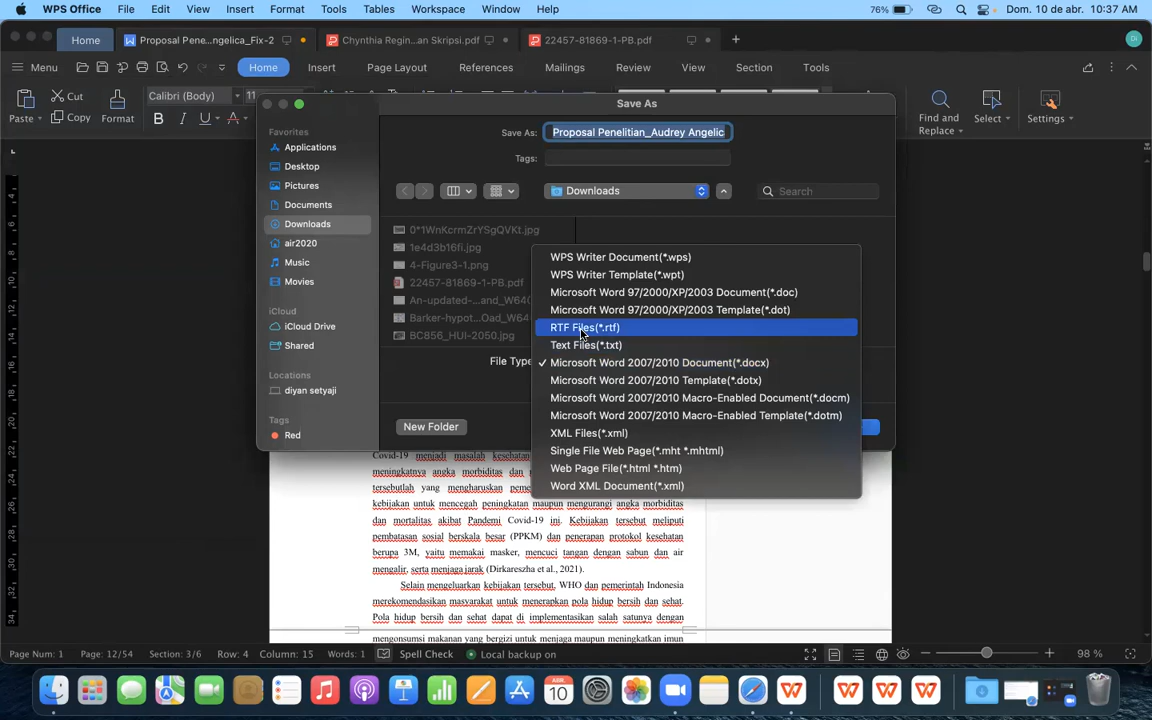 WPS Office File Edit View Insert Format Tools Tables Workspace Window Help 76% Dom. 10 de abr. 10:37 AM
Home Proposal Pene...ngelica_Fix-2 Chynthia Regin...an Skripsi.pdf 22457-81869-1-PB.pdf + Di
Menu Home Insert Page Layout References Mailings Review View Section Tools
Paste Cut Copy Format Calibri (Body) 11 B I U A Find and Replace Select Settings
Save As
Save As: Proposal Penelitian_Audrey Angelic
Tags:
Downloads Search
Favorites
Applications
Desktop
Pictures
Documents
Downloads
air2020
Music
Movies
iCloud
iCloud Drive
Shared
Locations
diyan setyaji
Tags
Red
0*1WnKcrmZrYSgQVKt.jpg
1e4d3b16fi.jpg
4-Figure3-1.png
22457-81869-1-PB.pdf
An-updated-...and_W640
Barker-hypot...Oad_W64
BC856_HUI-2050.jpg
File Type
New Folder
WPS Writer Document(*.wps)
WPS Writer Template(*.wpt)
Microsoft Word 97/2000/XP/2003 Document(*.doc)
Microsoft Word 97/2000/XP/2003 Template(*.dot)
RTF Files(*.rtf)
Text Files(*.txt)
✓ Microsoft Word 2007/2010 Document(*.docx)
Microsoft Word 2007/2010 Template(*.dotx)
Microsoft Word 2007/2010 Macro-Enabled Document(*.docm)
Microsoft Word 2007/2010 Macro-Enabled Template(*.dotm)
XML Files(*.xml)
Single File Web Page(*.mht *.mhtml)
Web Page File(*.html *.htm)
Word XML Document(*.xml)
Covid-19 menjadi masalah kesehatan
meningkatnya angka morbiditas dan
tersebutlah yang mengharuskan
kebijakan untuk mencegah peningkatan maupun mengurangi angka morbiditas
dan mortalitas akibat Pandemi Covid-19 ini. Kebijakan tersebut meliputi
pembatasan sosial berskala besar (PPKM) dan penerapan protokol kesehatan
berupa 3M, yaitu memakai masker, mencuci tangan dengan sabun dan air
mengalir, serta menjaga jarak (Dirkareszha et al., 2021).
Selain mengeluarkan kebijakan tersebut, WHO dan pemerintah Indonesia
merekomendasikan masyarakat untuk menerapkan pola hidup bersih dan sehat.
Pola hidup bersih dan sehat dapat di implementasikan salah satunya dengan
mengonsumsi makanan yang bergizi untuk menjaga maupun meningkatkan imun
Page Num: 1 Page: 12/54 Section: 3/6 Row: 4 Column: 15 Words: 1 Spell Check Local backup on 98 %
ABR. 10